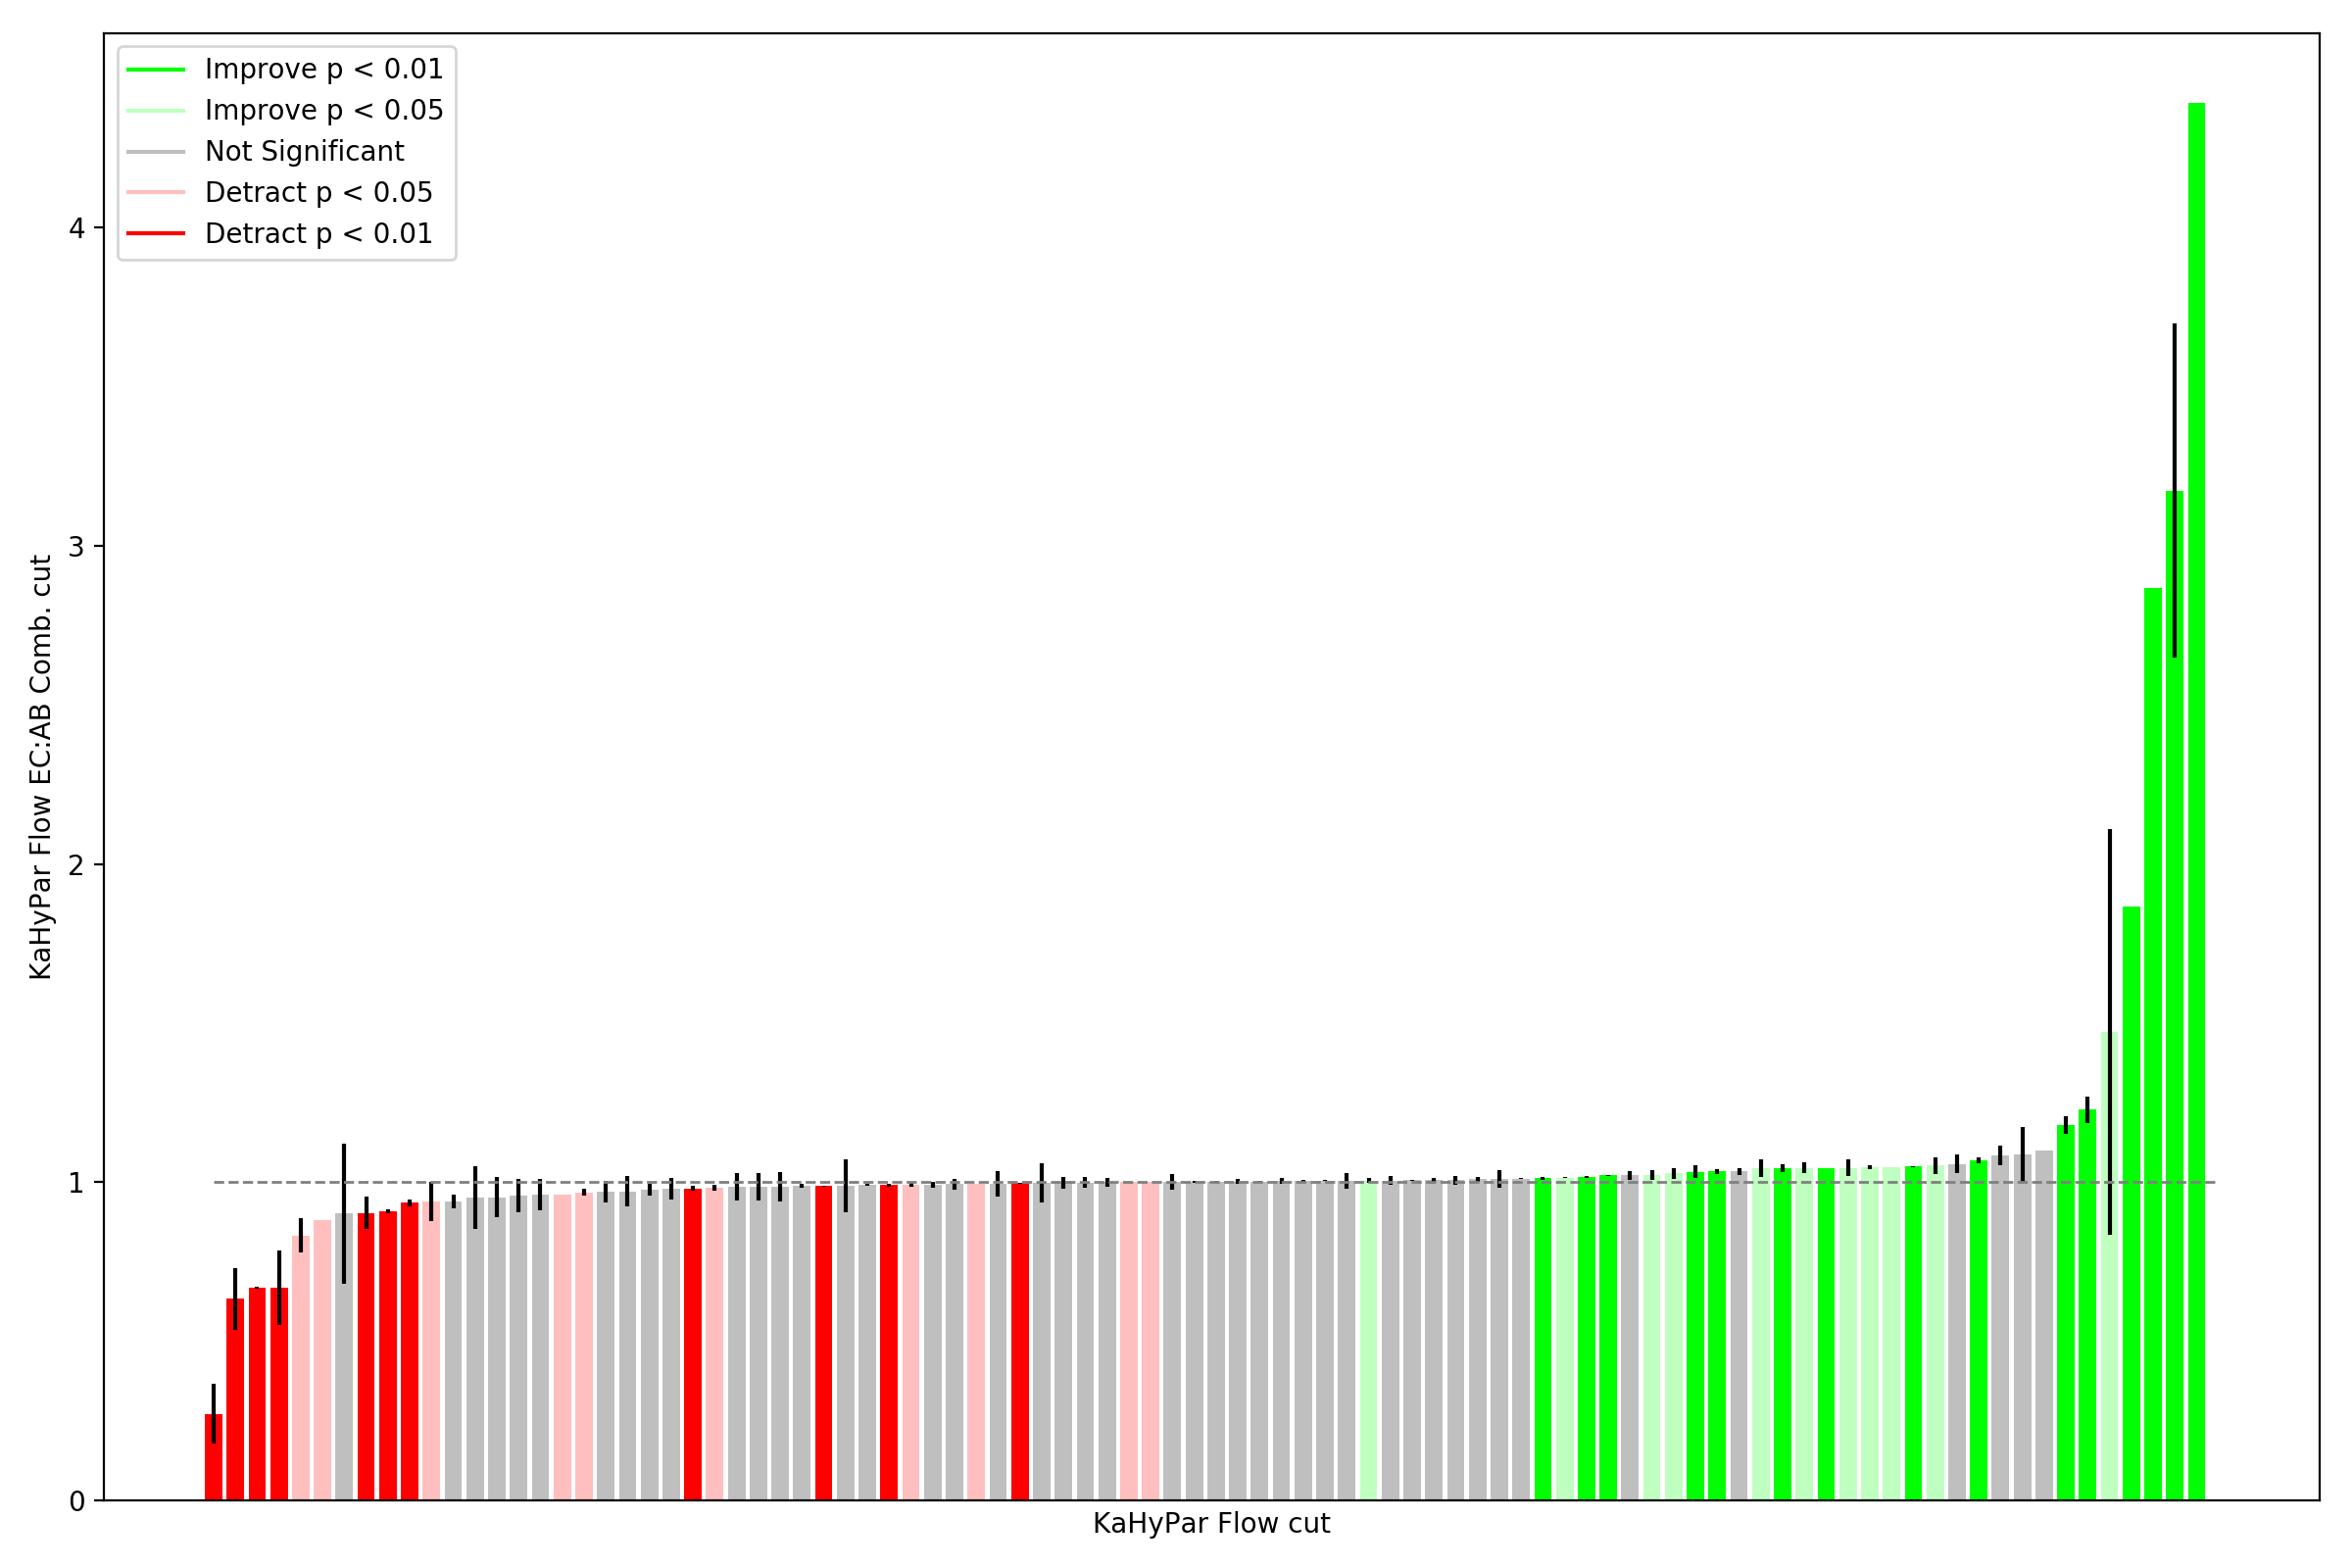 Improve p < 0.01
Improve p < 0.05
Not Significant
Detract p < 0.05
Detract p < 0.01
4
3
2
1
0
KaHyPar Flow EC:AB Comb. cut
KaHyPar Flow cut